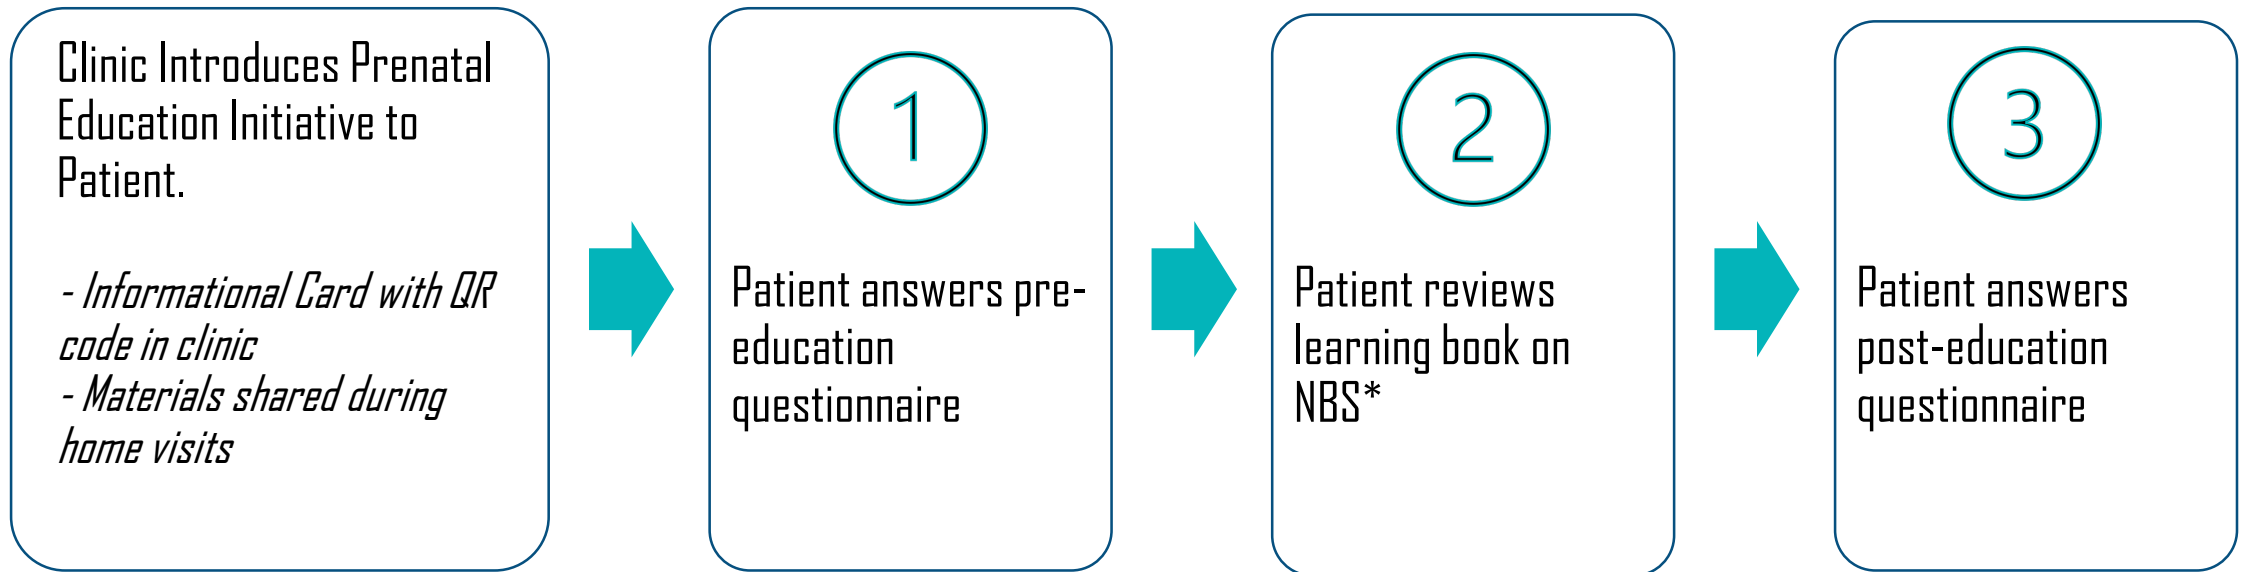 Clinic Introduces Prenatal
Education Initiative to
Patient.
- Informational Card with QR
code in clinic
- Materials shared during
home visits
1
Patient answers pre-
education
questionnaire
2
Patient reviews
learning book on
NBS*
3
Patient answers
post-education
questionnaire